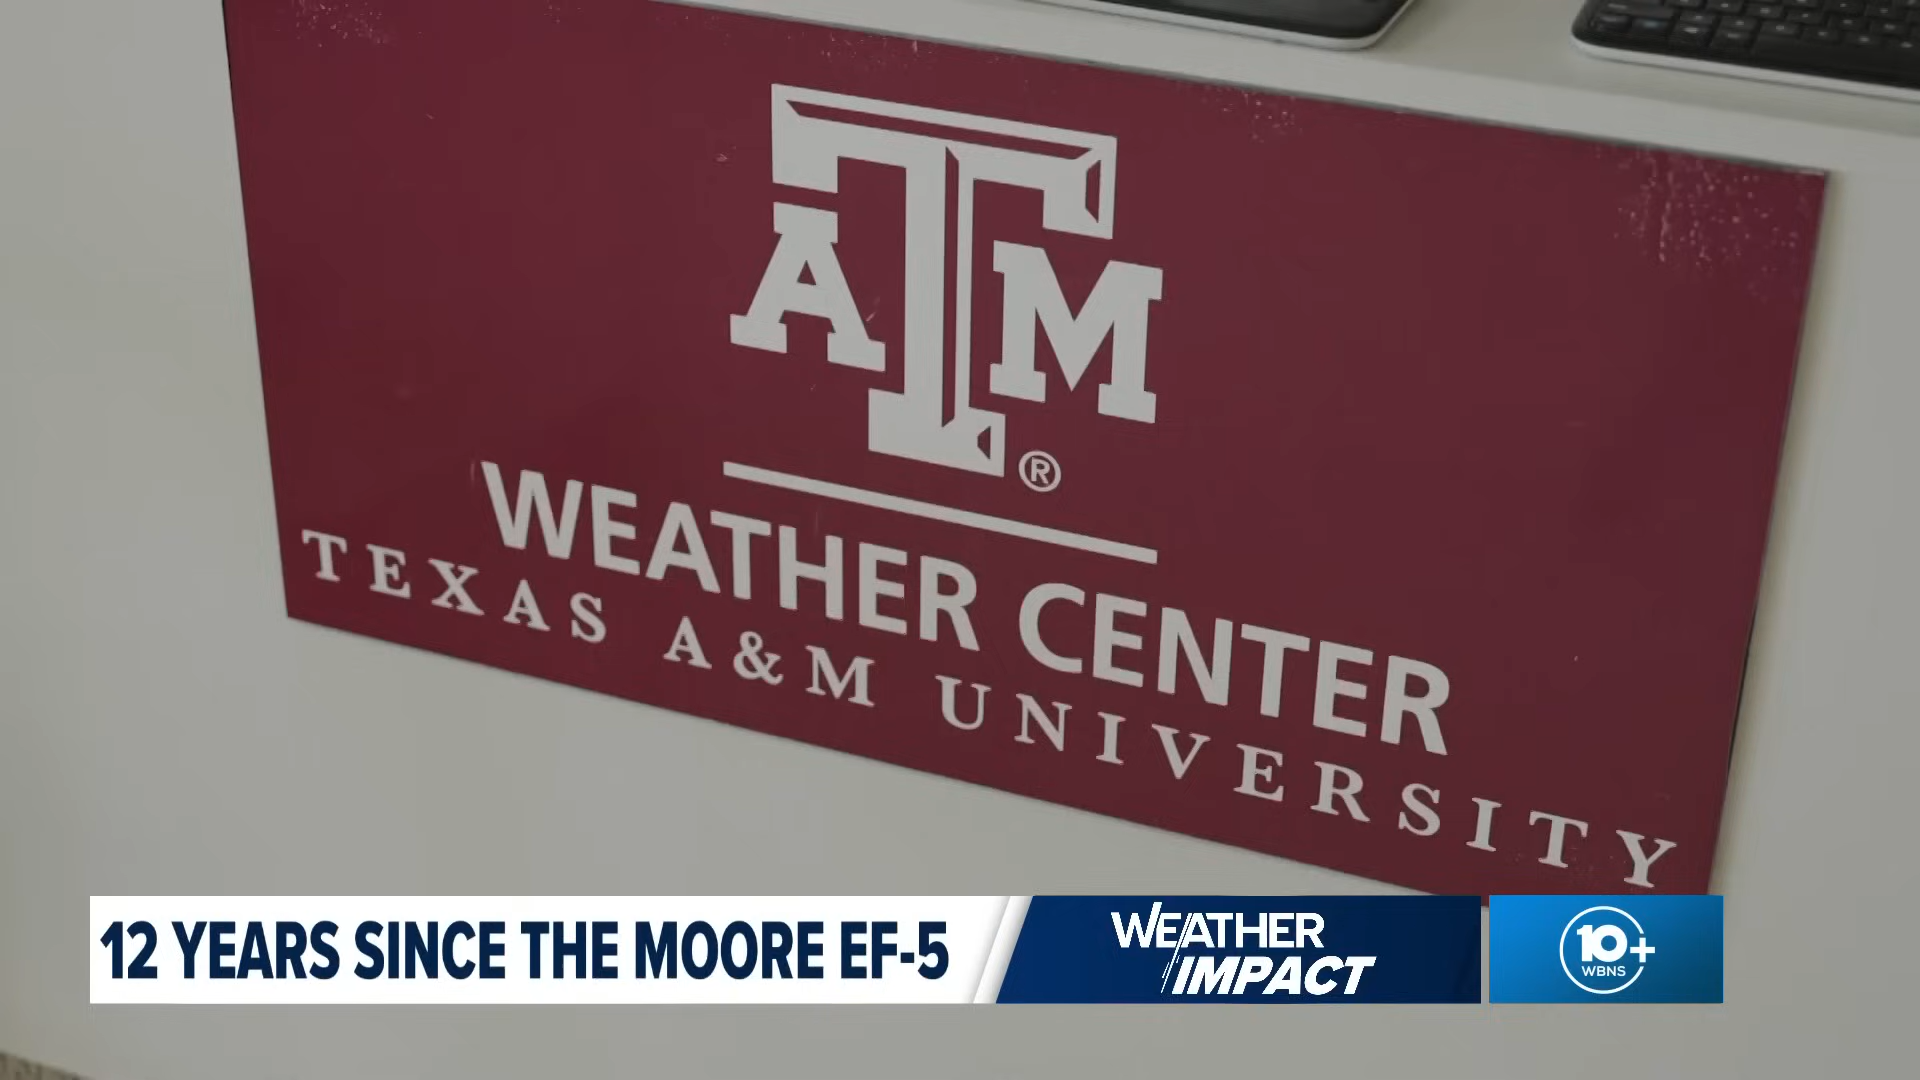 ATM®
WEATHER CENTER
TEXAS A&M UNIVERSITY
12 YEARS SINCE THE MOORE EF-5
WEATHER
IMPACT
10+
WBNS